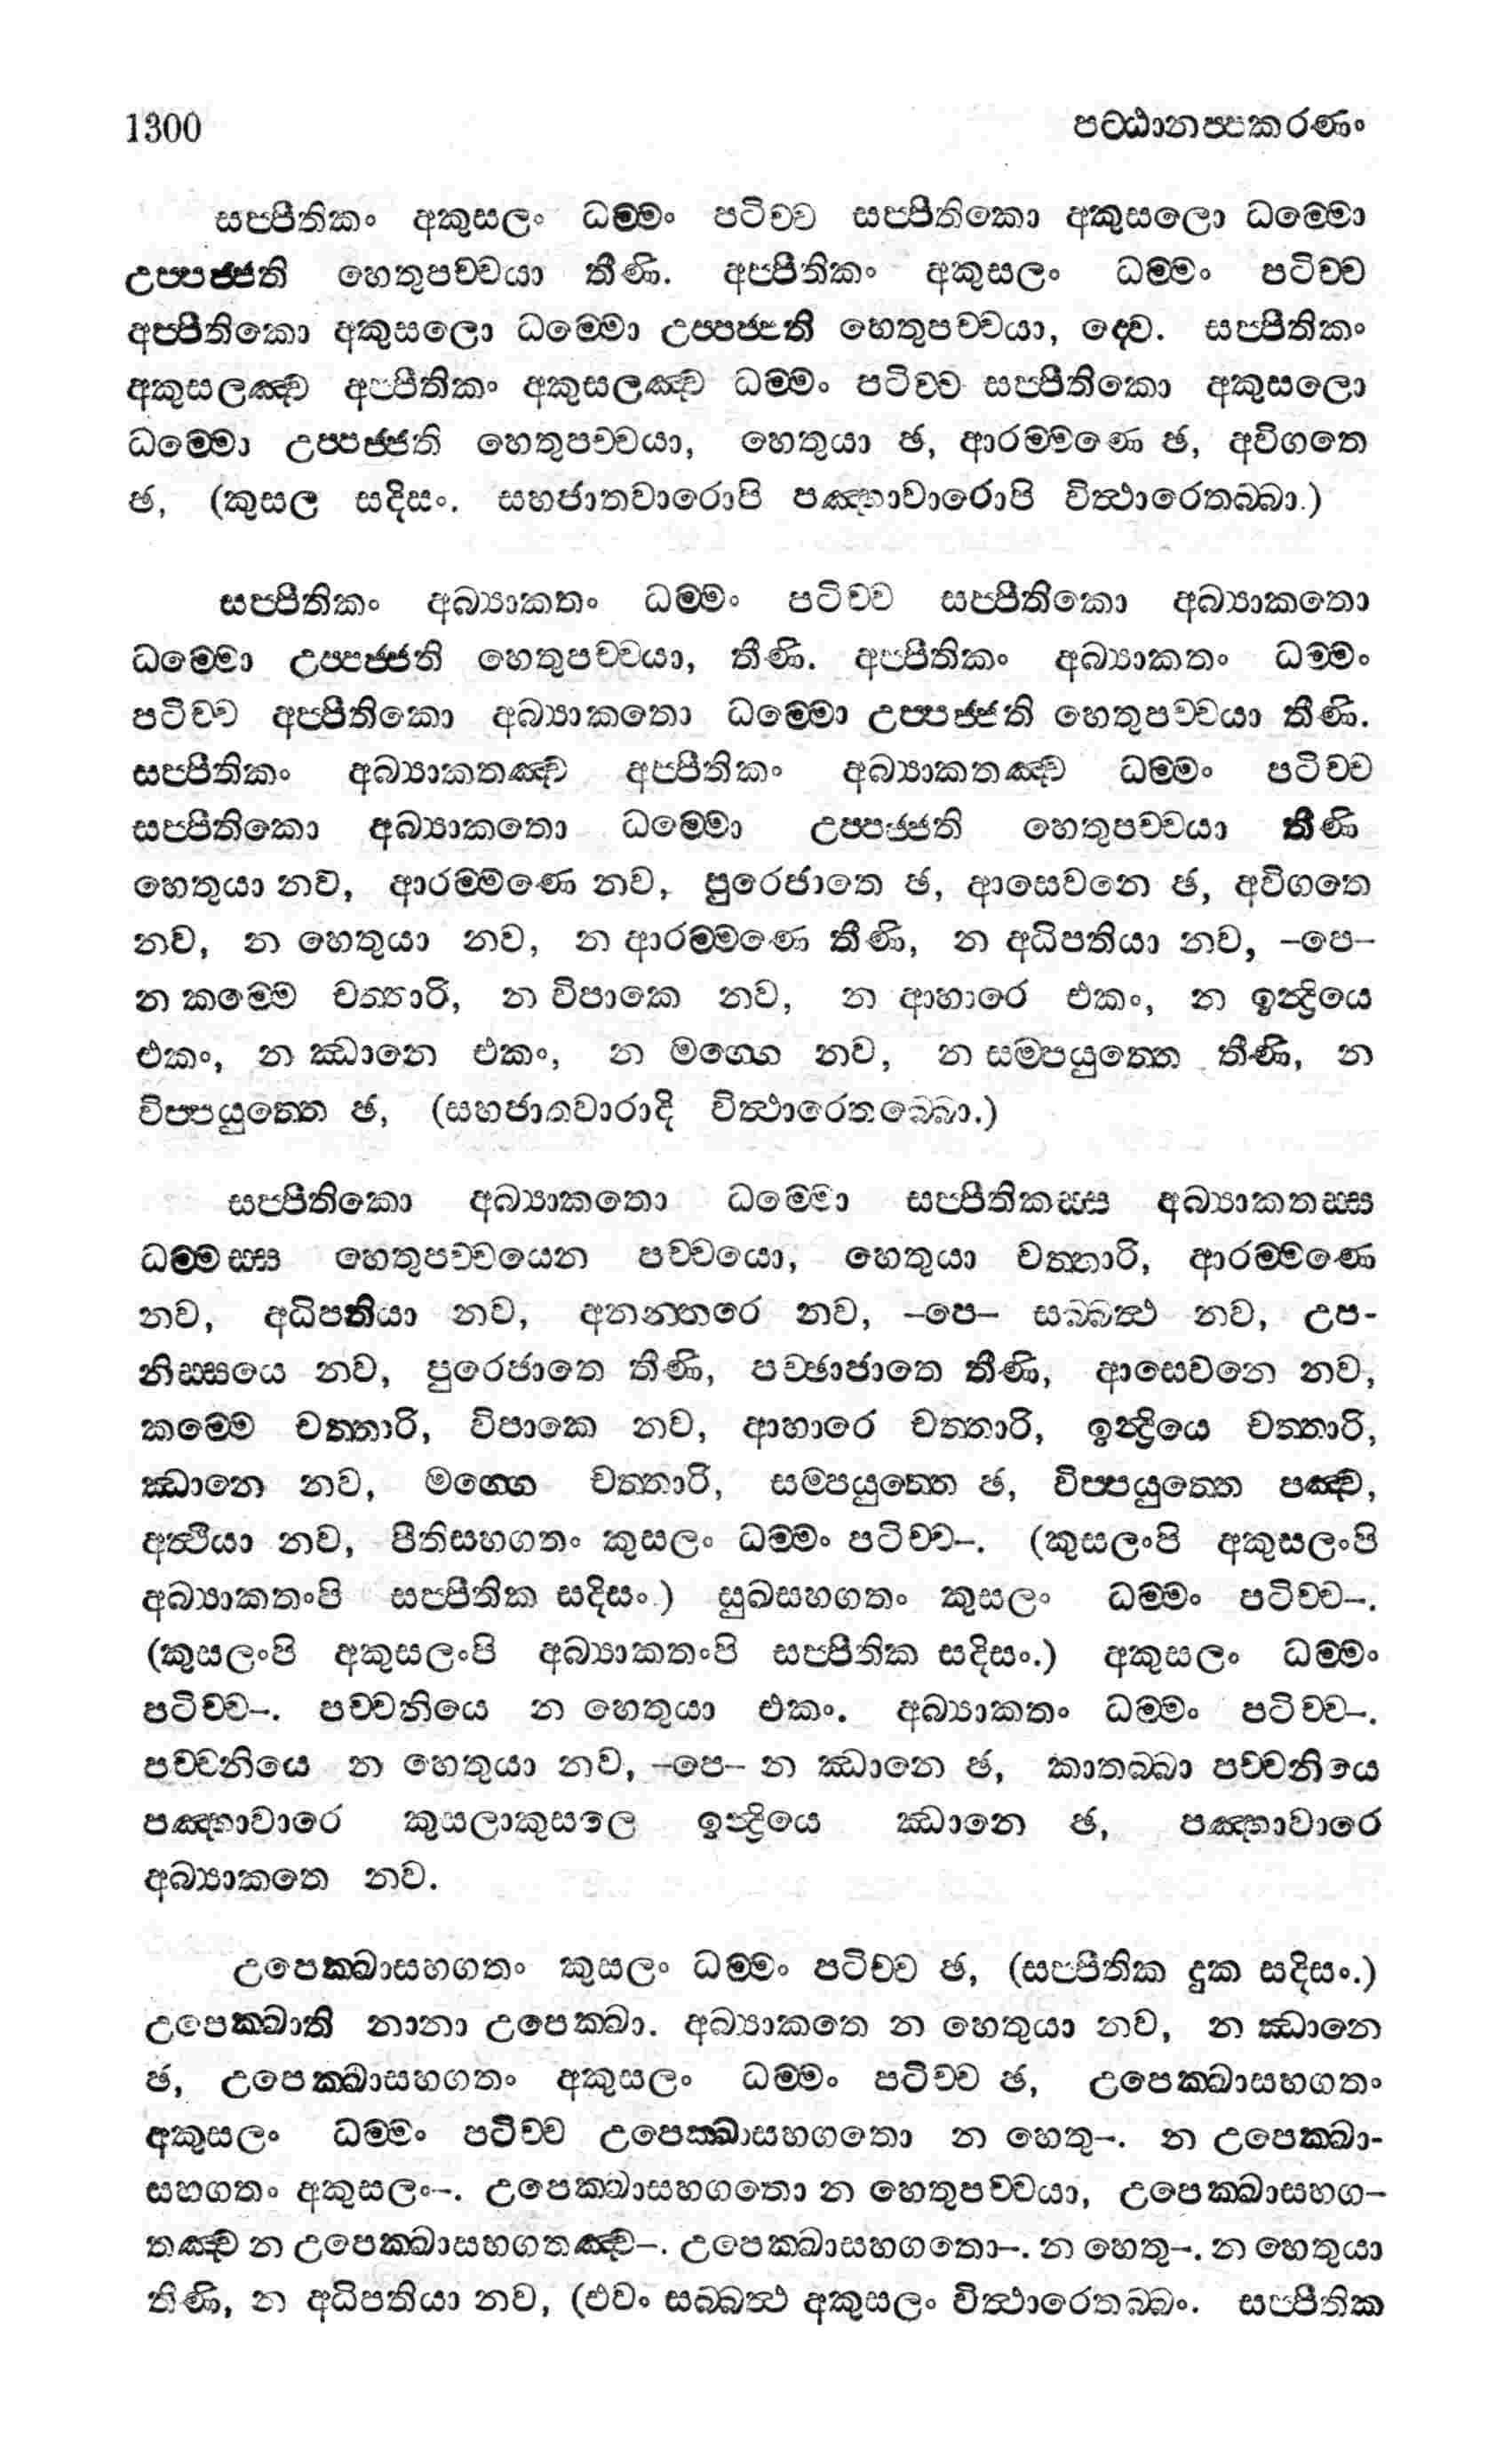 1300 පට්ඨානප්පකරණං
සප්පීතිකං අකුසලං ධම්මං පටිච්ච සප්පීතිකො අකුසලො ධම්මො
උප්පජ්ජති හෙතුපච්චයා තීණි. අප්පීතිකං අකුසලං ධම්මං පටිච්ච
අප්පීතිකො අකුසලො ධම්මො උප්පජ්ජති හෙතුපච්චයා, ද්වෙ. සප්පීතිකං
අකුසලඤ්ච අප්පීතිකං අකුසලඤ්ච ධම්මං පටිච්ච සප්පීතිකො අකුසලො
ධම්මො උප්පජ්ජති හෙතුපච්චයා, හෙතුයා ඡ, ආරම්මණෙ ඡ, අවිගතෙ
ඡ, (කුසල සදිසං. සහජාතවාරොපි පඤ්හාවාරොපි විත්ථාරෙතබ්බා.)
සප්පීතිකං අබ්‍යාකතං ධම්මං පටිච්ච සප්පීතිකො අබ්‍යාකතො
ධම්මො උප්පජ්ජති හෙතුපච්චයා, තීණි. අප්පීතිකං අබ්‍යාකතං ධම්මං
පටිච්ච අප්පීතිකො අබ්‍යාකතො ධම්මො උප්පජ්ජති හෙතුපච්චයා තීණි.
සප්පීතිකං අබ්‍යාකතඤ්ච අප්පීතිකං අබ්‍යාකතඤ්ච ධම්මං පටිච්ච
සප්පීතිකො අබ්‍යාකතො ධම්මො උප්පජ්ජති හෙතුපච්චයා තීණි
හෙතුයා නව, ආරම්මණෙ නව, පුරෙජාතෙ ඡ, ආසෙවනෙ ඡ, අවිගතෙ
නව, න හෙතුයා නව, න ආරම්මණෙ තීණි, න අධිපතියා නව, –පෙ–
න කම්මෙ චත්තාරි, න විපාකෙ නව, න ආහාරෙ එකං, න ඉන්ද්‍රියෙ
එකං, න ඣානෙ එකං, න මග්ගෙ නව, න සම්පයුත්තෙ තීණි, න
විප්පයුත්තෙ ඡ, (සහජාතවාරාදි විත්ථාරෙතබ්බො.)
සප්පීතිකො අබ්‍යාකතො ධම්මො සප්පීතිකස්ස අබ්‍යාකතස්ස
ධම්මස්ස හෙතුපච්චයෙන පච්චයො, හෙතුයා චත්තාරි, ආරම්මණෙ
නව, අධිපතියා නව, අනන්තරෙ නව, –පෙ– සබ්බත්ථ නව, උප-
නිස්සයෙ නව, පුරෙජාතෙ තීණි, පච්ඡාජාතෙ තීණි, ආසෙවනෙ නව,
කම්මෙ චත්තාරි, විපාකෙ නව, ආහාරෙ චත්තාරි, ඉන්ද්‍රියෙ චත්තාරි,
ඣානෙ නව, මග්ගෙ චත්තාරි, සම්පයුත්තෙ ඡ, විප්පයුත්තෙ පඤ්ච,
අත්ථියා නව, පීතිසහගතං කුසලං ධම්මං පටිච්ච–. (කුසලංපි අකුසලංපි
අබ්‍යාකතංපි සප්පීතික සදිසං.) සුඛසහගතං කුසලං ධම්මං පටිච්ච–.
(කුසලංපි අකුසලංපි අබ්‍යාකතංපි සප්පීතික සදිසං.) අකුසලං ධම්මං
පටිච්ච–. පච්චනියෙ න හෙතුයා එකං. අබ්‍යාකතං ධම්මං පටිච්ච–.
පච්චනියෙ න හෙතුයා නව, –පෙ– න ඣානෙ ඡ, කාතබ්බා පච්චනියෙ
පඤ්හාවාරෙ කුසලාකුසලෙ ඉන්ද්‍රියෙ ඣානෙ ඡ, පඤ්හාවාරෙ
අබ්‍යාකතෙ නව.
උපෙක්ඛාසහගතං කුසලං ධම්මං පටිච්ච ඡ, (සප්පීතික දුක සදිසං.)
උපෙක්ඛාති නානා උපෙක්ඛා. අබ්‍යාකතෙ න හෙතුයා නව, න ඣානෙ
ඡ, උපෙක්ඛාසහගතං අකුසලං ධම්මං පටිච්ච ඡ, උපෙක්ඛාසහගතං
අකුසලං ධම්මං පටිච්ච උපෙක්ඛාසහගතො න හෙතු–. න උපෙක්ඛා-
සහගතං අකුසලං–. උපෙක්ඛාසහගතො න හෙතුපච්චයා, උපෙක්ඛාසහග–
තඤ්ච න උපෙක්ඛාසහගතඤ්ච–. උපෙක්ඛාසහගතො–. න හෙතු–. න හෙතුයා
තිණි, න අධිපතියා නව, (එවං සබ්බත්ථ අකුසලං විත්ථාරෙතබ්බං. සප්පීතික